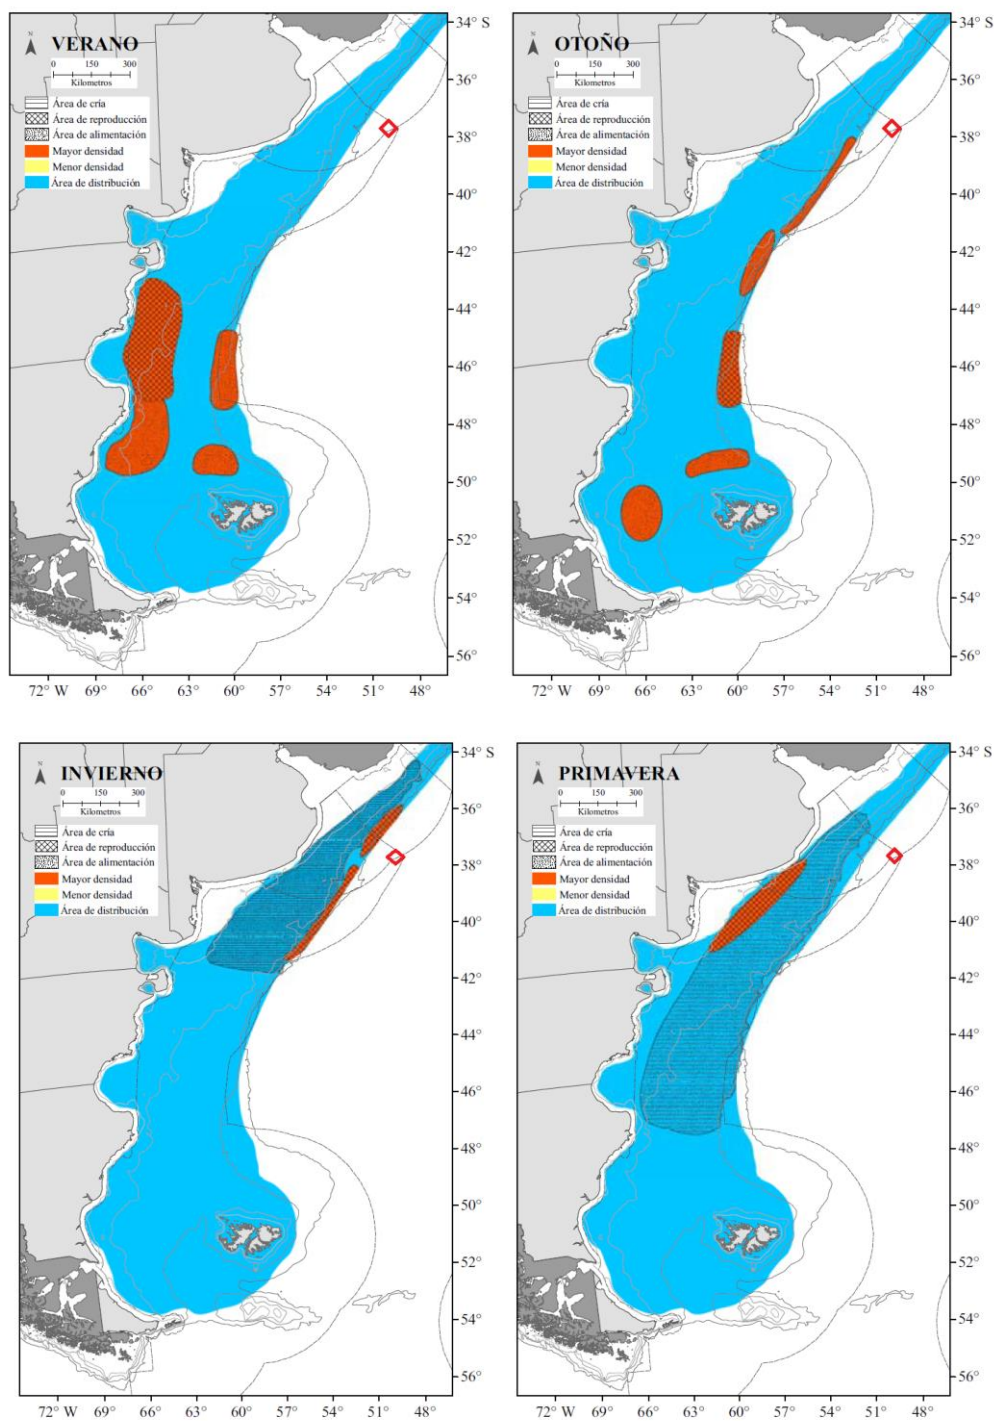 VERANO
N
0 150 300
Kilometros
Área de cría
Área de reproducción
Área de alimentación
Mayor densidad
Menor densidad
Área de distribución
34° S
36°
38°
40°
42°
44°
46°
48°
50°
52°
54°
56°
72° W 69° 66° 63° 60° 57° 54° 51° 48°
OTOÑO
N
0 150 300
Kilometros
Área de cría
Área de reproducción
Área de alimentación
Mayor densidad
Menor densidad
Área de distribución
34° S
36°
38°
40°
42°
44°
46°
48°
50°
52°
54°
56°
72° W 69° 66° 63° 60° 57° 54° 51° 48°
INVIERNO
N
0 150 300
Kilometros
Área de cría
Área de reproducción
Área de alimentación
Mayor densidad
Menor densidad
Área de distribución
34° S
36°
38°
40°
42°
44°
46°
48°
50°
52°
54°
56°
72° W 69° 66° 63° 60° 57° 54° 51° 48°
PRIMAVERA
N
0 150 300
Kilometros
Área de cría
Área de reproducción
Área de alimentación
Mayor densidad
Menor densidad
Área de distribución
34° S
36°
38°
40°
42°
44°
46°
48°
50°
52°
54°
56°
72° W 69° 66° 63° 60° 57° 54° 51° 48°